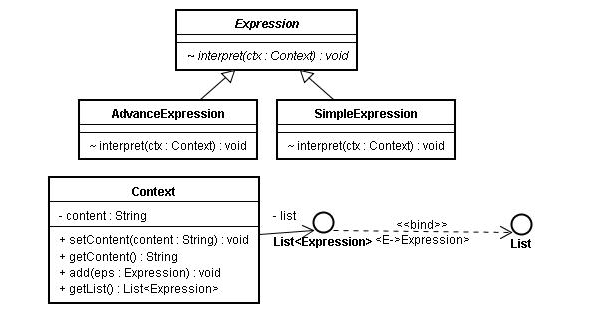 Expression
~ interpret(ctx : Context) : void
AdvanceExpression
~ interpret(ctx : Context) : void
SimpleExpression
~ interpret(ctx : Context) : void
Context
- content : String
+ setContent(content : String) : void
+ getContent() : String
+ add(eps : Expression) : void
+ getList() : List<Expression>
- list
List<Expression>
<<bind>>
<E->Expression>
List